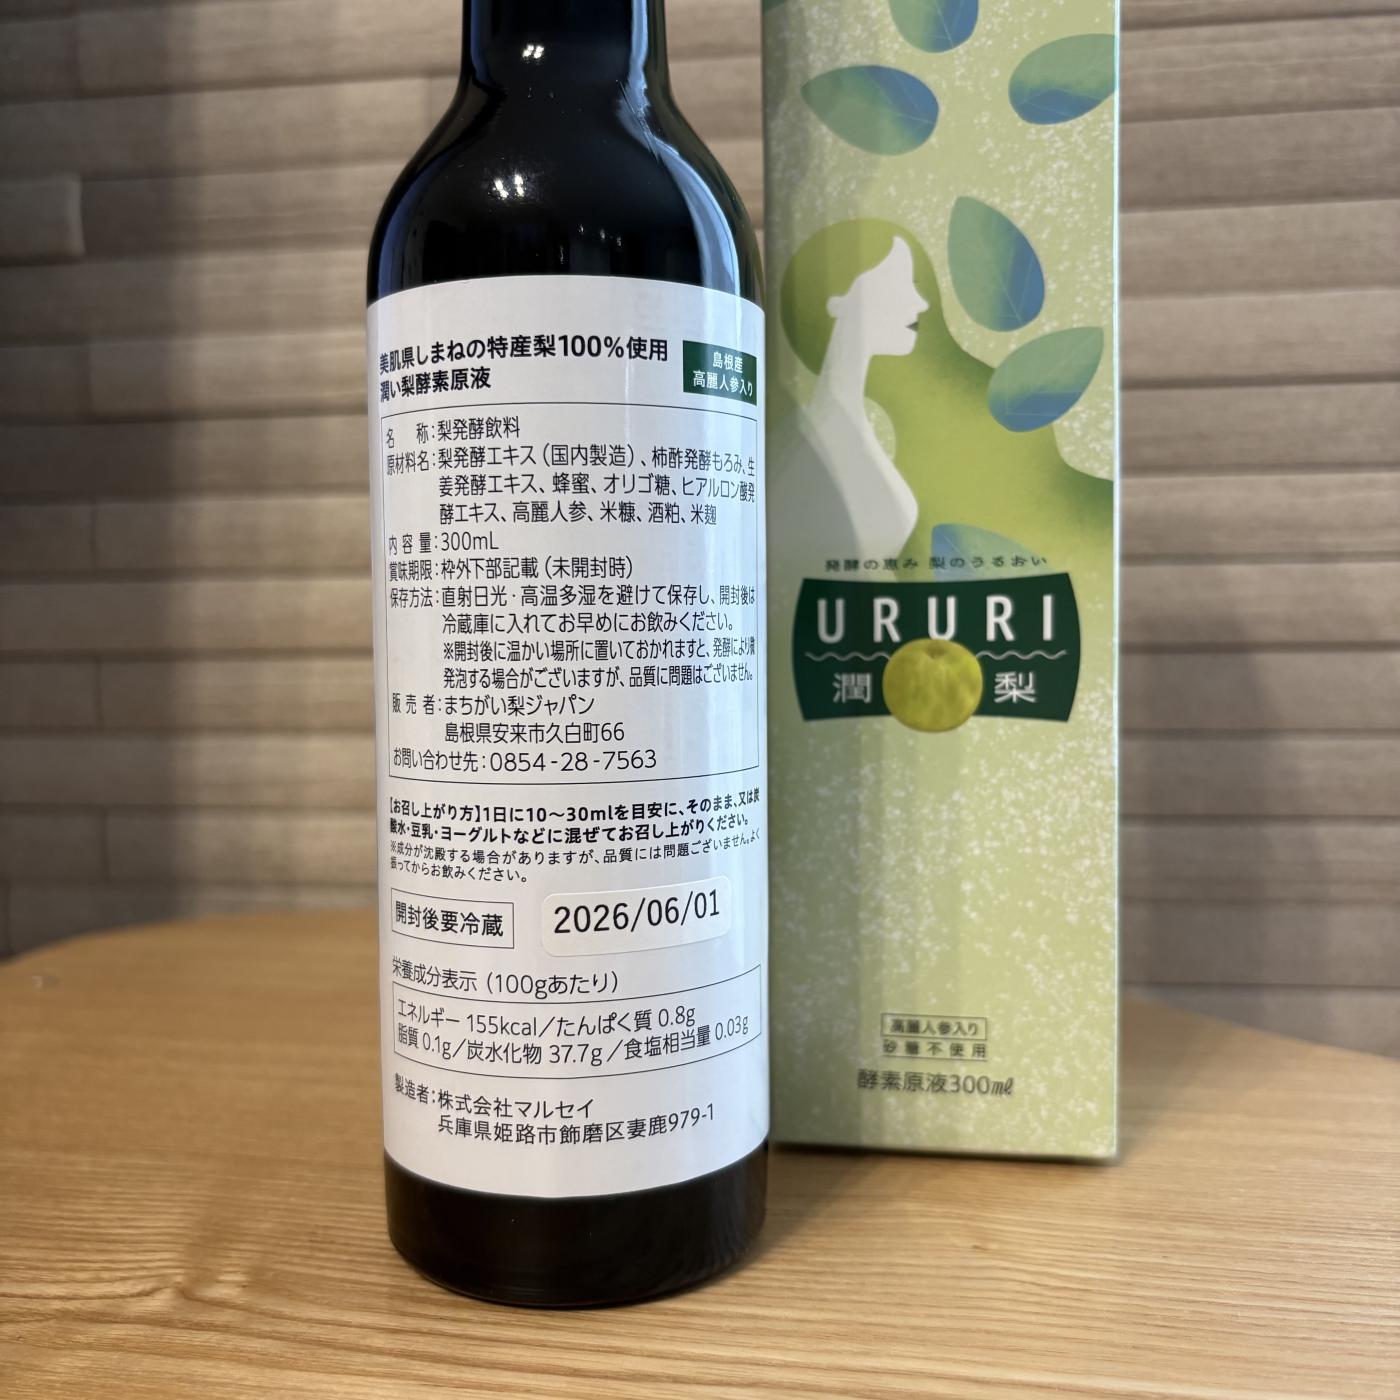 美肌県しまねの特産梨100%使用
潤い梨酵素原液
島根産
高麗人参入り
名 称:梨発酵飲料
原材料名:梨発酵エキス(国内製造)、柿酢発酵もろみ、生
姜発酵エキス、蜂蜜、オリゴ糖、ヒアルロン酸発
酵エキス、高麗人参、米糠、酒粕、米麹
内容量:300mL
賞味期限:枠外下部記載(未開封時)
保存方法:直射日光・高温多湿を避けて保存し、開封後は
冷蔵庫に入れてお早めにお飲みください。
※開封後に温かい場所に置いておかれますと、発酵により微
発泡する場合がございますが、品質に問題はございません。
販売者:まちがい梨ジャパン
島根県安来市久白町66
お問い合わせ先:0854-28-7563
【お召し上がり方】1日に10~30mlを目安に、そのまま、又は炭
酸水・豆乳・ヨーグルトなどに混ぜてお召し上がりください。
※成分が沈殿する場合がありますが、品質には問題ございません。よく
振ってからお飲みください。
開封後要冷蔵
2026/06/01
栄養成分表示(100gあたり)
エネルギー 155kcal/たんぱく質 0.8g
脂質 0.1g/炭水化物 37.7g/食塩相当量 0.03g
製造者:株式会社マルセイ
兵庫県姫路市飾磨区妻鹿979-1
発酵の恵み 梨のうるおい
URURI
潤 梨
高麗人参入り
砂糖不使用
酵素原液300㎖